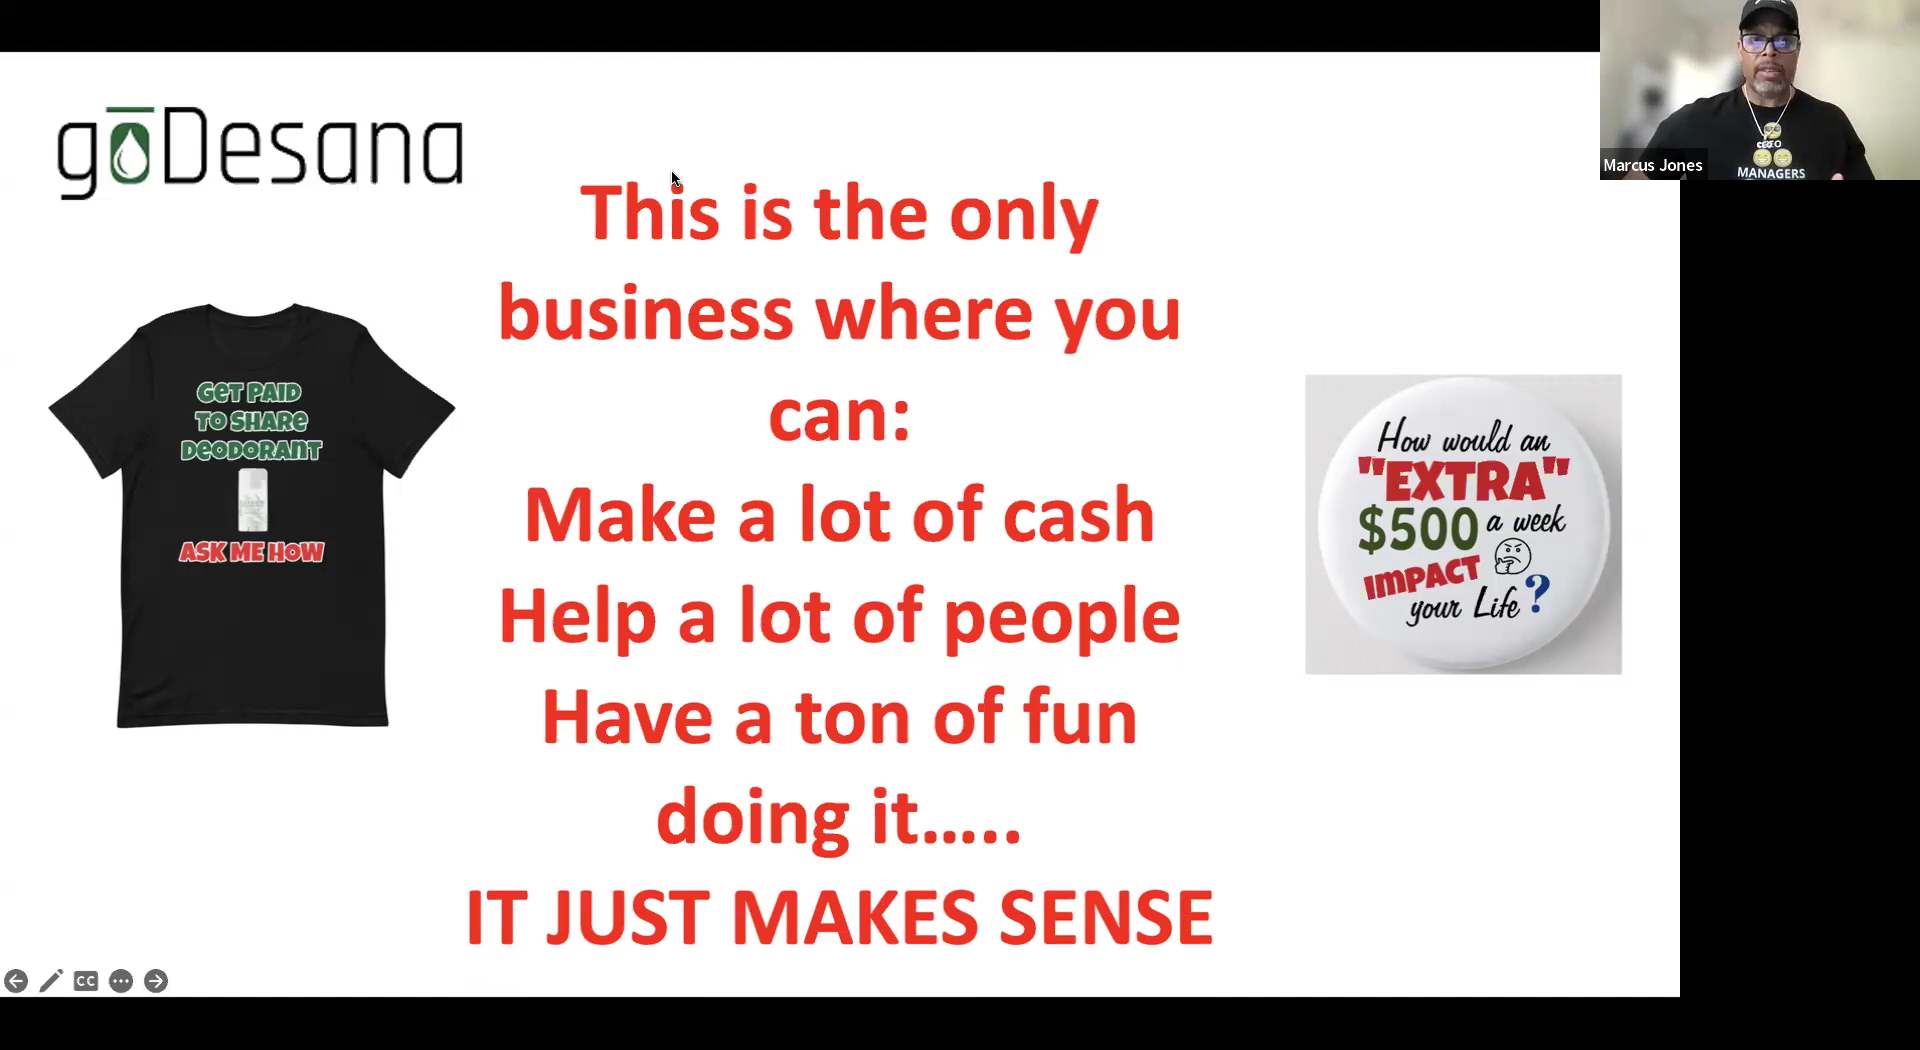 gōDesana
This is the only
business where you
can:
Make a lot of cash
Help a lot of people
Have a ton of fun
doing it.....
IT JUST MAKES SENSE
GET PAID
TO SHARE
DEODORANT
ASK ME HOW
How would an
"EXTRA"
$500 a week
IMPACT
your Life?
Marcus Jones
MANAGERS
CC